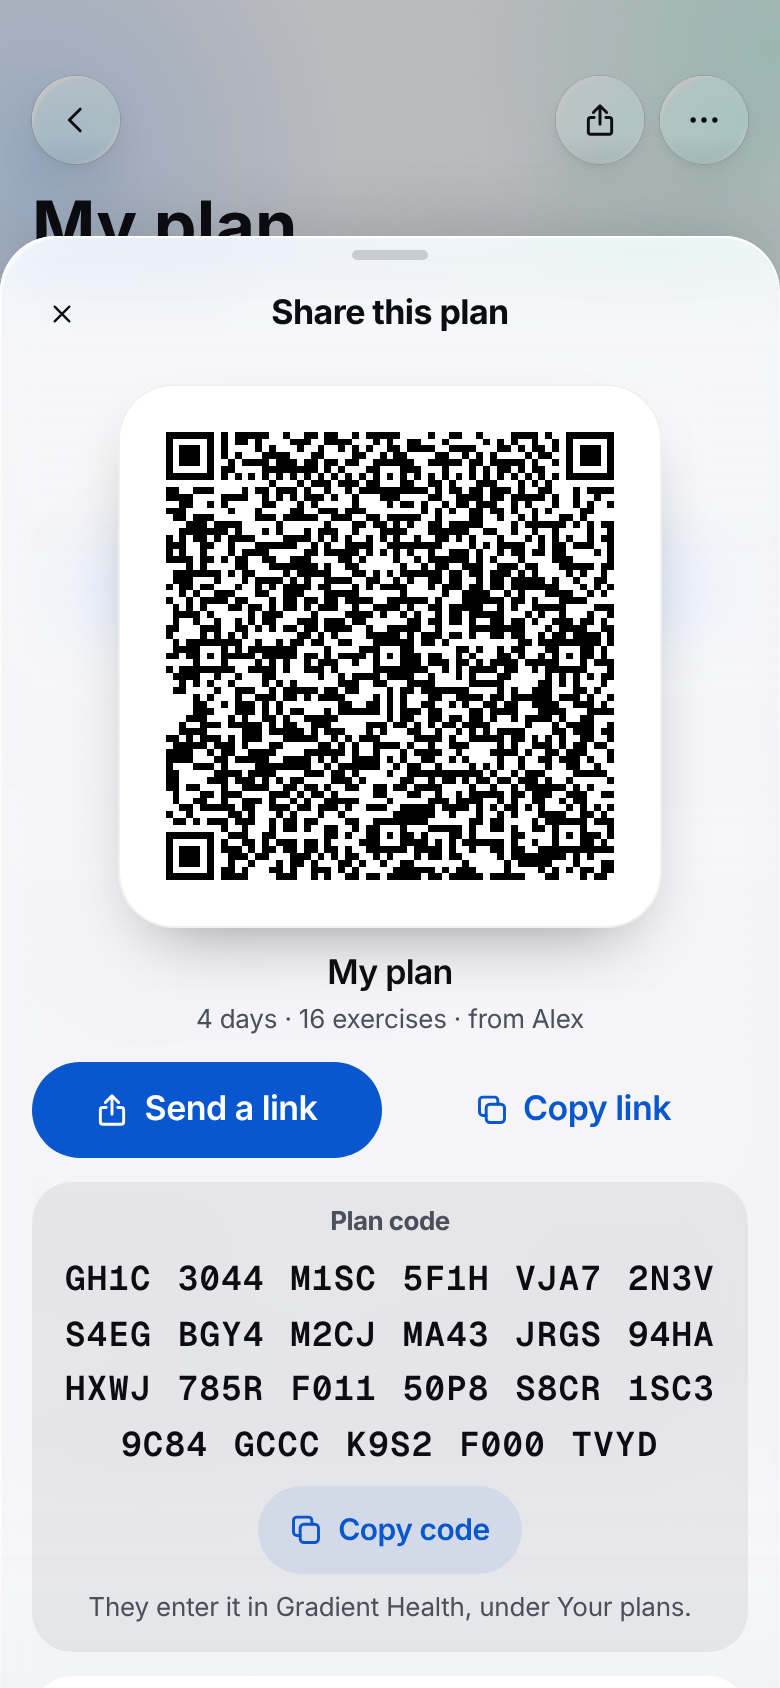 My plan
Share this plan
My plan
4 days · 16 exercises · from Alex
Send a link
Copy link
Plan code
GH1C 3044 M1SC 5F1H VJA7 2N3V
S4EG BGY4 M2CJ MA43 JRGS 94HA
HXWJ 785R F011 50P8 S8CR 1SC3
9C84 GCCC K9S2 F000 TVYD
Copy code
They enter it in Gradient Health, under Your plans.